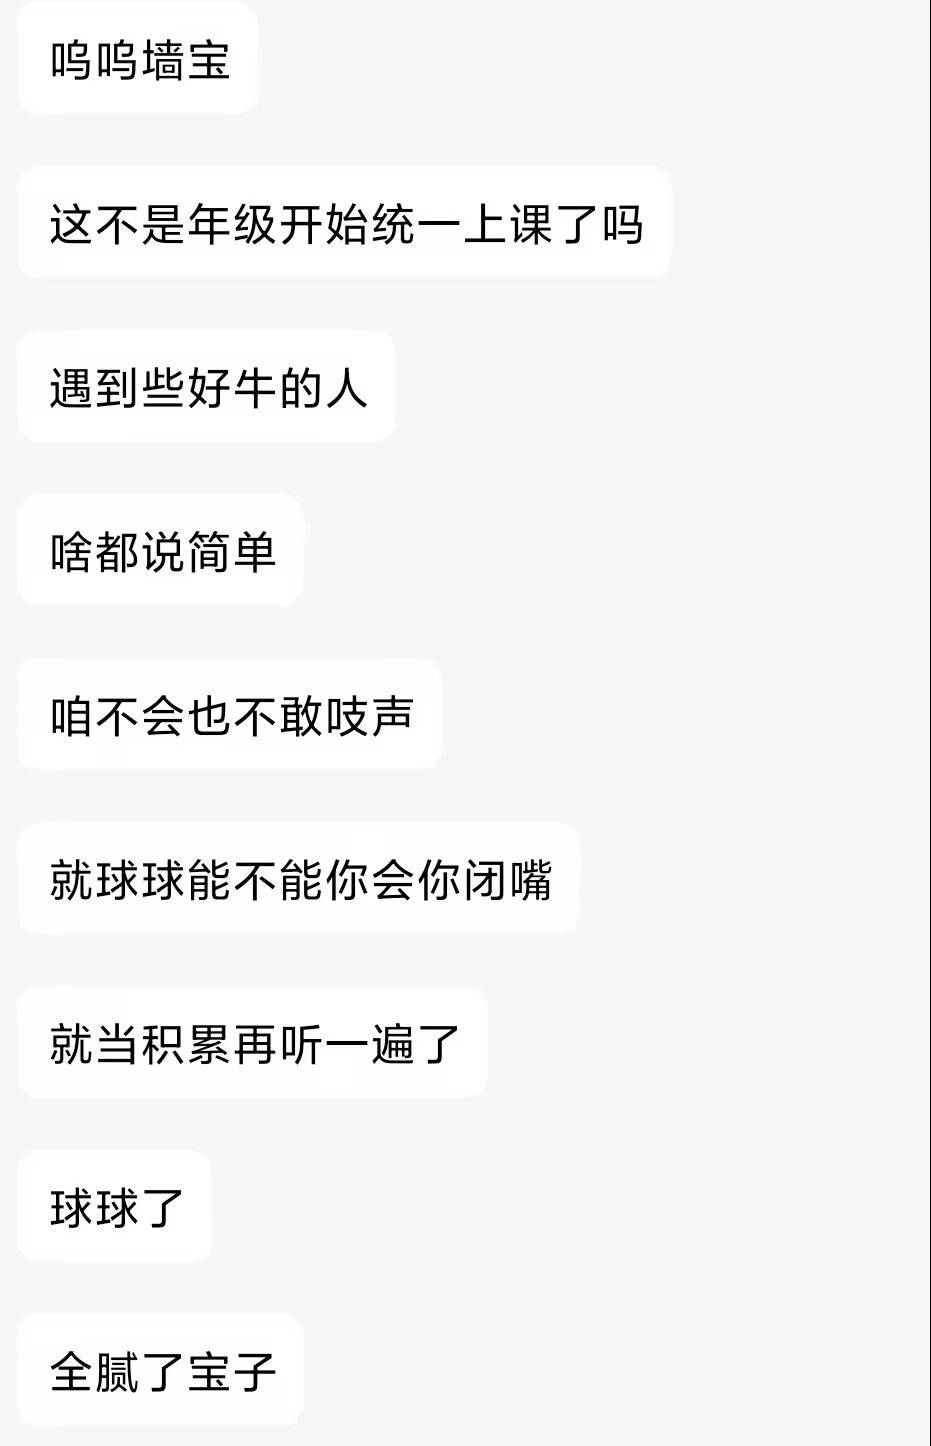 呜呜墙宝
这不是年级开始统一上课了吗
遇到些好牛的人
啥都说简单
咱不会也不敢吱声
就球球能不能你会你闭嘴
就当积累再听一遍了
球球了
全腻了宝子